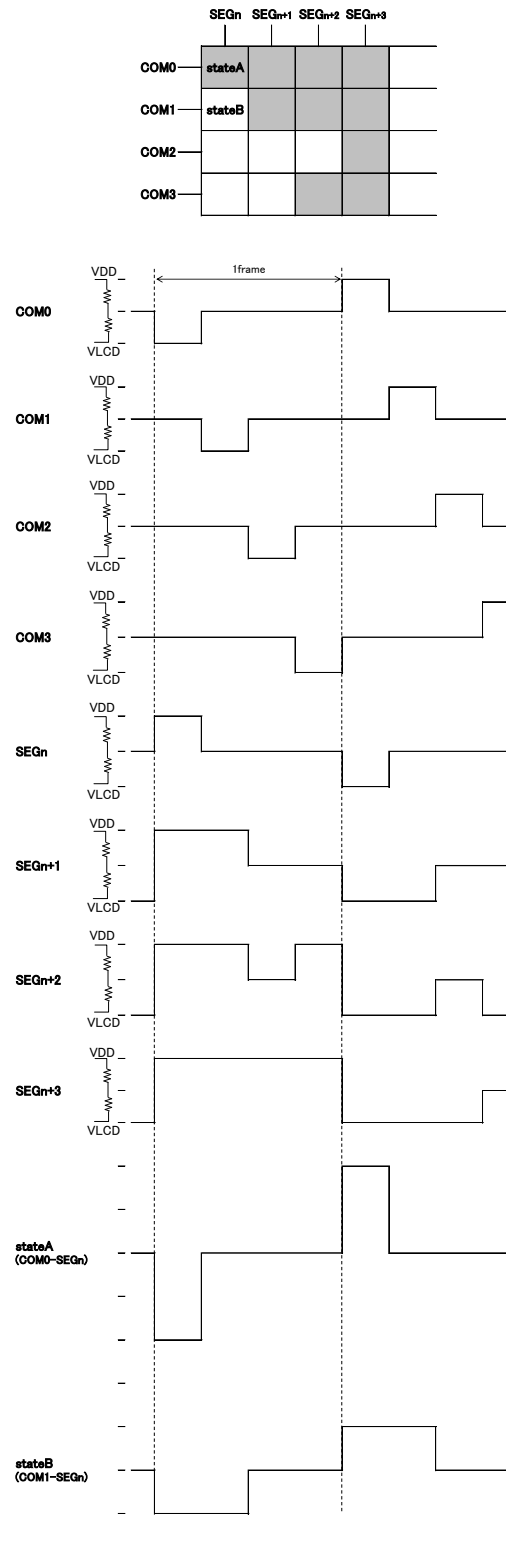 SEGn SEGn+1 SEGn+2 SEGn+3
COM0 stateA
COM1 stateB
COM2
COM3
1frame
VDD
COM0
VLCD
VDD
COM1
VLCD
VDD
COM2
VLCD
VDD
COM3
VLCD
VDD
SEGn
VLCD
VDD
SEGn+1
VLCD
VDD
SEGn+2
VLCD
VDD
SEGn+3
VLCD
stateA
(COM0-SEGn)
stateB
(COM1-SEGn)